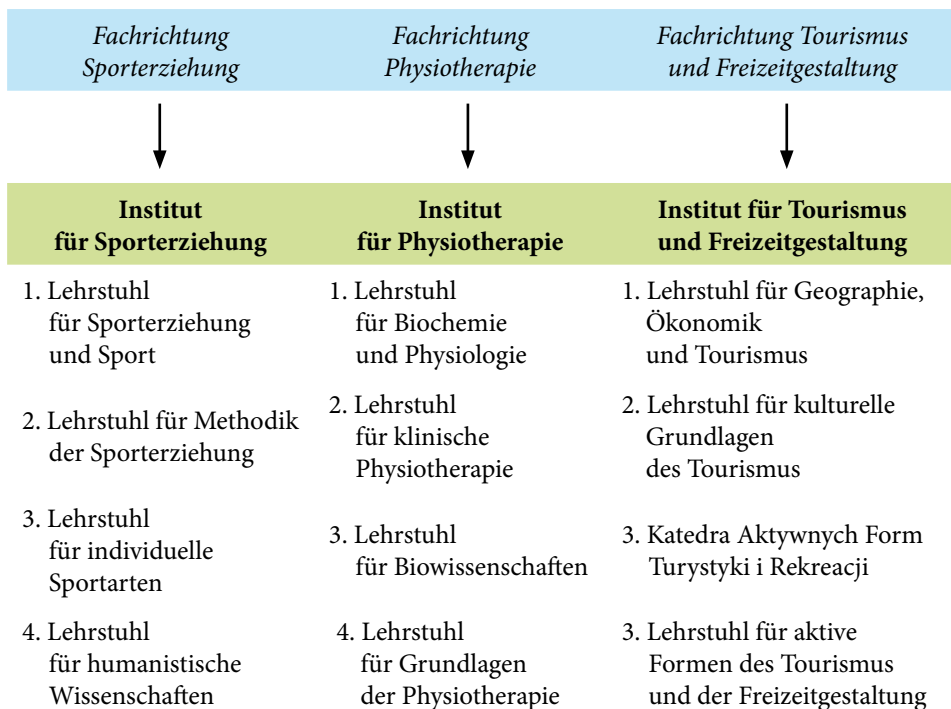 Fachrichtung
Sporterziehung
Fachrichtung
Physiotherapie
Fachrichtung Tourismus
und Freizeitgestaltung
Institut
für Sporterziehung
Institut
für Physiotherapie
Institut für Tourismus
und Freizeitgestaltung
1. Lehrstuhl
für Sporterziehung
und Sport
2. Lehrstuhl für Methodik
der Sporterziehung
3. Lehrstuhl
für individuelle
Sportarten
4. Lehrstuhl
für humanistische
Wissenschaften
1. Lehrstuhl
für Biochemie
und Physiologie
2. Lehrstuhl
für klinische
Physiotherapie
3. Lehrstuhl
für Biowissenschaften
4. Lehrstuhl
für Grundlagen
der Physiotherapie
1. Lehrstuhl für Geographie,
Ökonomik
und Tourismus
2. Lehrstuhl für kulturelle
Grundlagen
des Tourismus
3. Katedra Aktywnych Form
Turystyki i Rekreacji
3. Lehrstuhl für aktive
Formen des Tourismus
und der Freizeitgestaltung